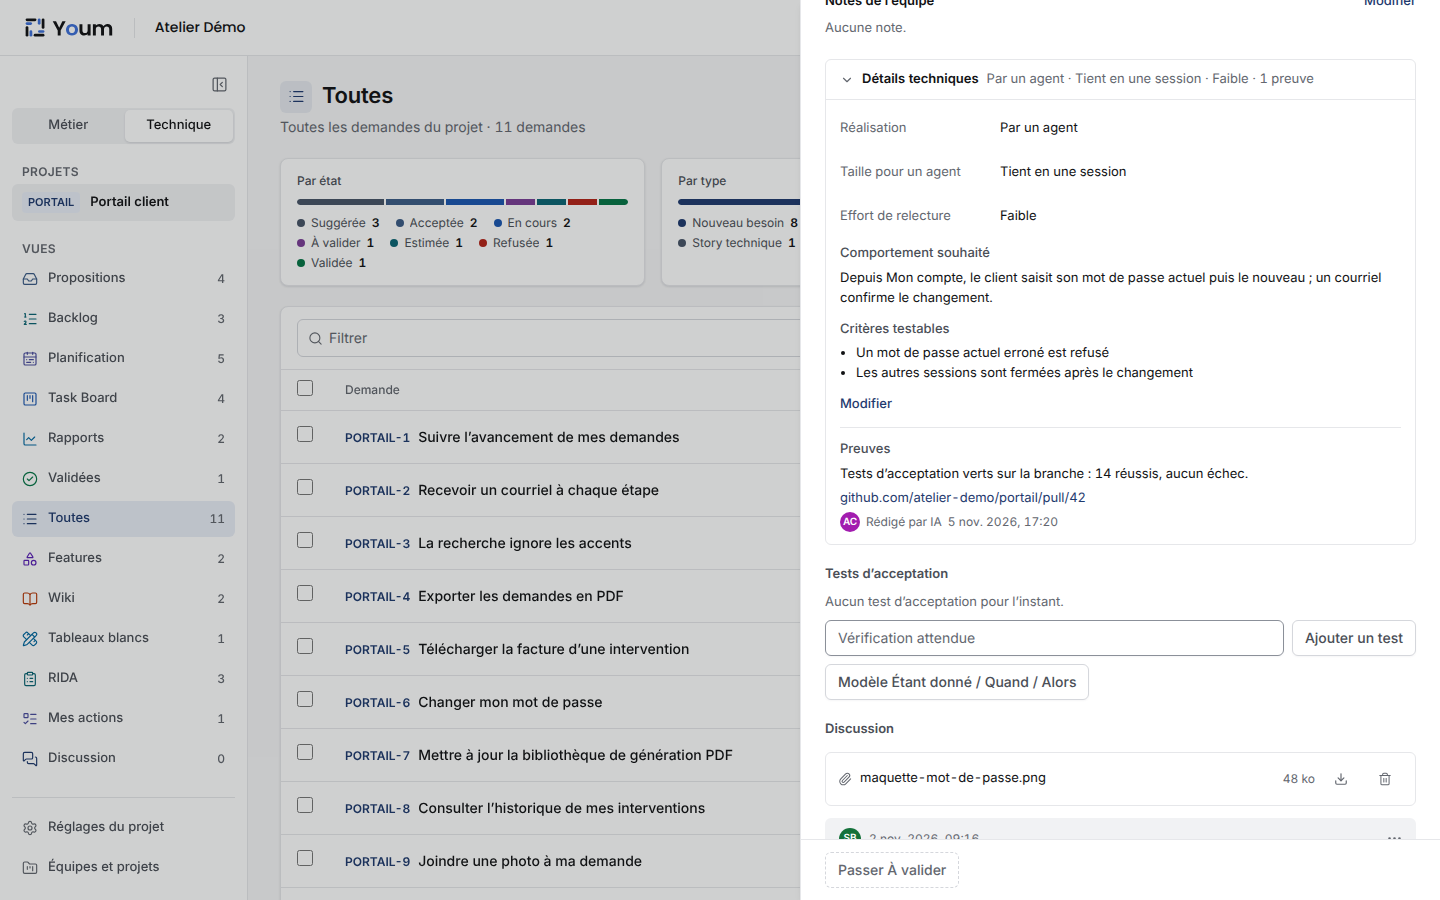 Youm
Atelier Démo
Métier
Technique
PROJETS
PORTAIL Portail client
VUES
Propositions 4
Backlog 3
Planification 5
Task Board 4
Rapports 2
Validées 1
Toutes 11
Features 2
Wiki 2
Tableaux blancs 1
RIDA 3
Mes actions 1
Discussion 0
Réglages du projet
Équipes et projets
Toutes
Toutes les demandes du projet · 11 demandes
Par état
Suggérée 3 Acceptée 2 En cours 2
À valider 1 Estimée 1 Refusée 1
Validée 1
Par type
Nouveau besoin 8
Story technique 1
Filtrer
Demande
PORTAIL-1 Suivre l’avancement de mes demandes
PORTAIL-2 Recevoir un courriel à chaque étape
PORTAIL-3 La recherche ignore les accents
PORTAIL-4 Exporter les demandes en PDF
PORTAIL-5 Télécharger la facture d’une intervention
PORTAIL-6 Changer mon mot de passe
PORTAIL-7 Mettre à jour la bibliothèque de génération PDF
PORTAIL-8 Consulter l’historique de mes interventions
PORTAIL-9 Joindre une photo à ma demande
Notes de l’équipe Modifier
Aucune note.
Détails techniques Par un agent · Tient en une session · Faible · 1 preuve
Réalisation Par un agent
Taille pour un agent Tient en une session
Effort de relecture Faible
Comportement souhaité
Depuis Mon compte, le client saisit son mot de passe actuel puis le nouveau ; un courriel
confirme le changement.
Critères testables
• Un mot de passe actuel erroné est refusé
• Les autres sessions sont fermées après le changement
Modifier
Preuves
Tests d’acceptation verts sur la branche : 14 réussis, aucun échec.
github.com/atelier-demo/portail/pull/42
AC Rédigé par IA 5 nov. 2026, 17:20
Tests d’acceptation
Aucun test d’acceptation pour l’instant.
Vérification attendue
Ajouter un test
Modèle Étant donné / Quand / Alors
Discussion
maquette-mot-de-passe.png 48 ko
SB 2 nov. 2026, 09:16
Passer À valider